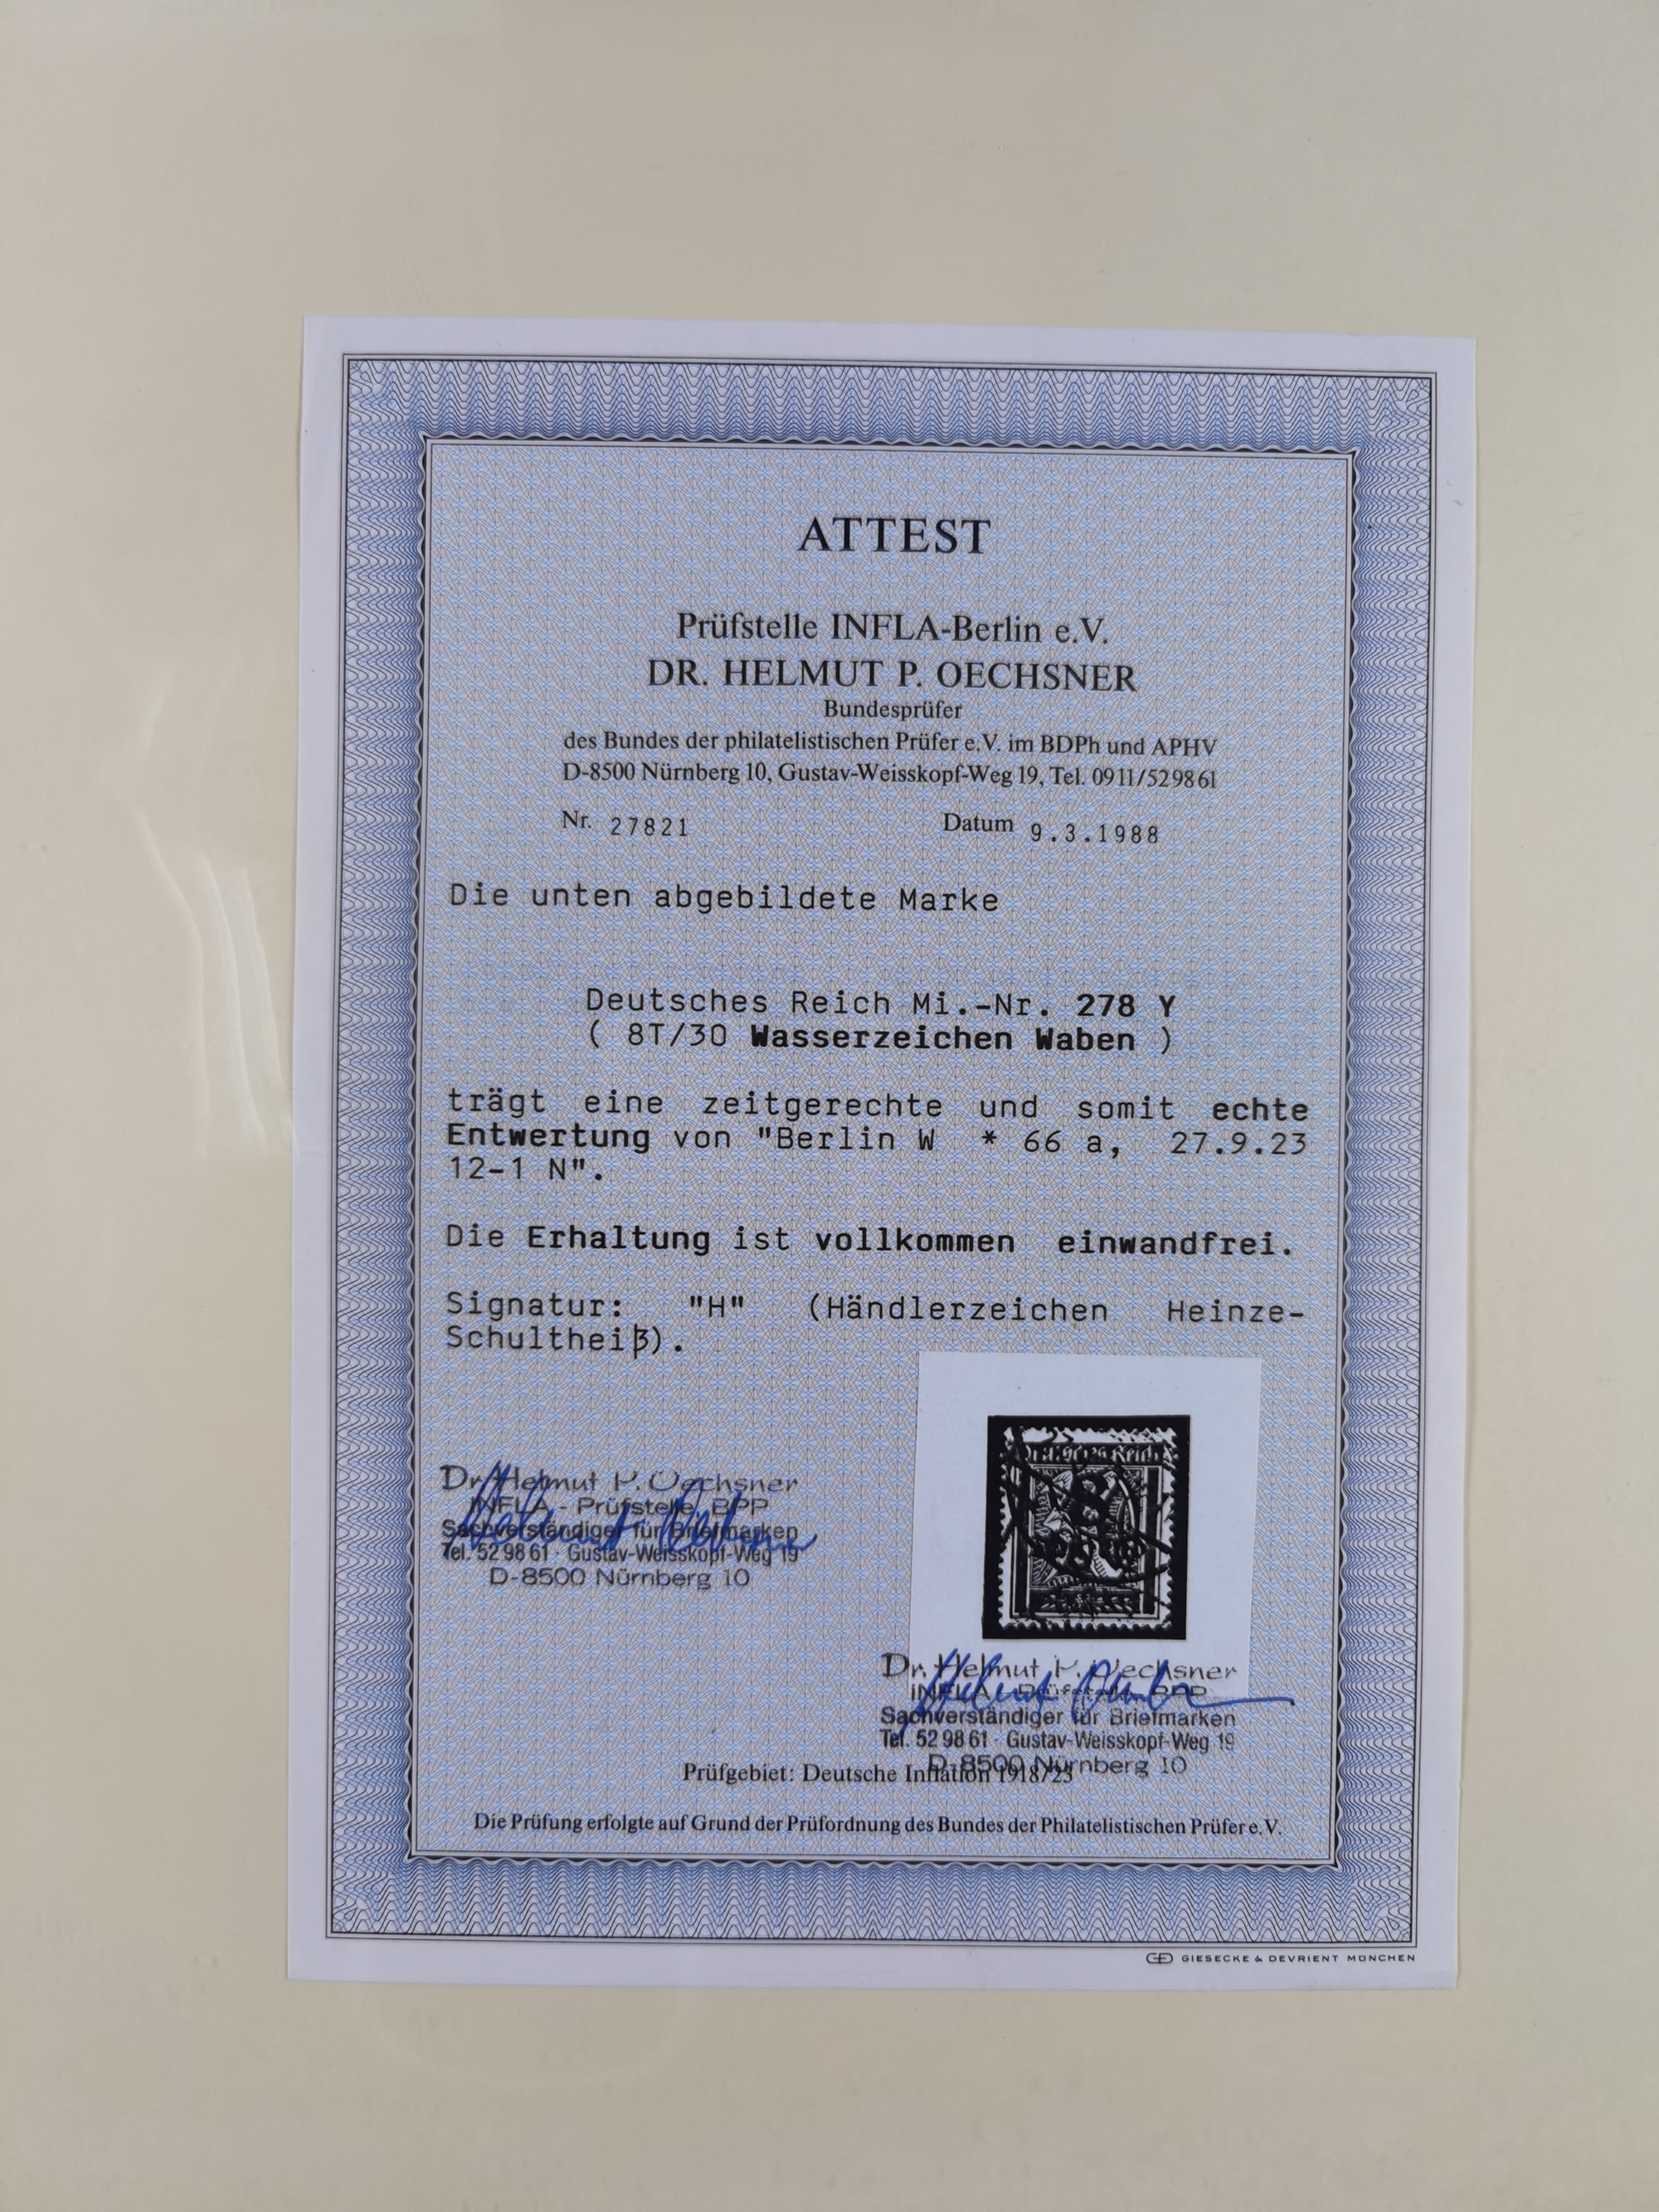 ATTEST
Prüfstelle INFLA-Berlin e.V.
DR. HELMUT P. OECHSNER
Bundesprüfer
des Bundes der philatelistischen Prüfer e.V. im BDPh und APHV
D-8500 Nürnberg 10, Gustav-Weisskopf-Weg 19, Tel. 0911/529861
Nr. 27821 Datum 9.3.1988
Die unten abgebildete Marke
Deutsches Reich Mi.-Nr. 278 Y
( 8T/30 Wasserzeichen Waben )
trägt eine zeitgerechte und somit echte
Entwertung von "Berlin W * 66 a, 27.9.23
12-1 N".
Die Erhaltung ist vollkommen einwandfrei.
Signatur: "H" (Händlerzeichen Heinze-
Schultheiß).
Deutsches Reich
Dr. Helmut P. Oechsner
INFLA - Prüfstelle BPP
Sachverständiger für Briefmarken
Tel. 52 98 61 · Gustav-Weisskopf-Weg 19
D-8500 Nürnberg 10
Dr. Helmut P. Oechsner
INFLA - Prüfstelle BPP
Sachverständiger für Briefmarken
Tel. 52 98 61 · Gustav-Weisskopf-Weg 19
D-8500 Nürnberg 10
Prüfgebiet: Deutsche Inflation 1918/23
Die Prüfung erfolgte auf Grund der Prüfordnung des Bundes der Philatelistischen Prüfer e.V.
GIESECKE & DEVRIENT MÜNCHEN